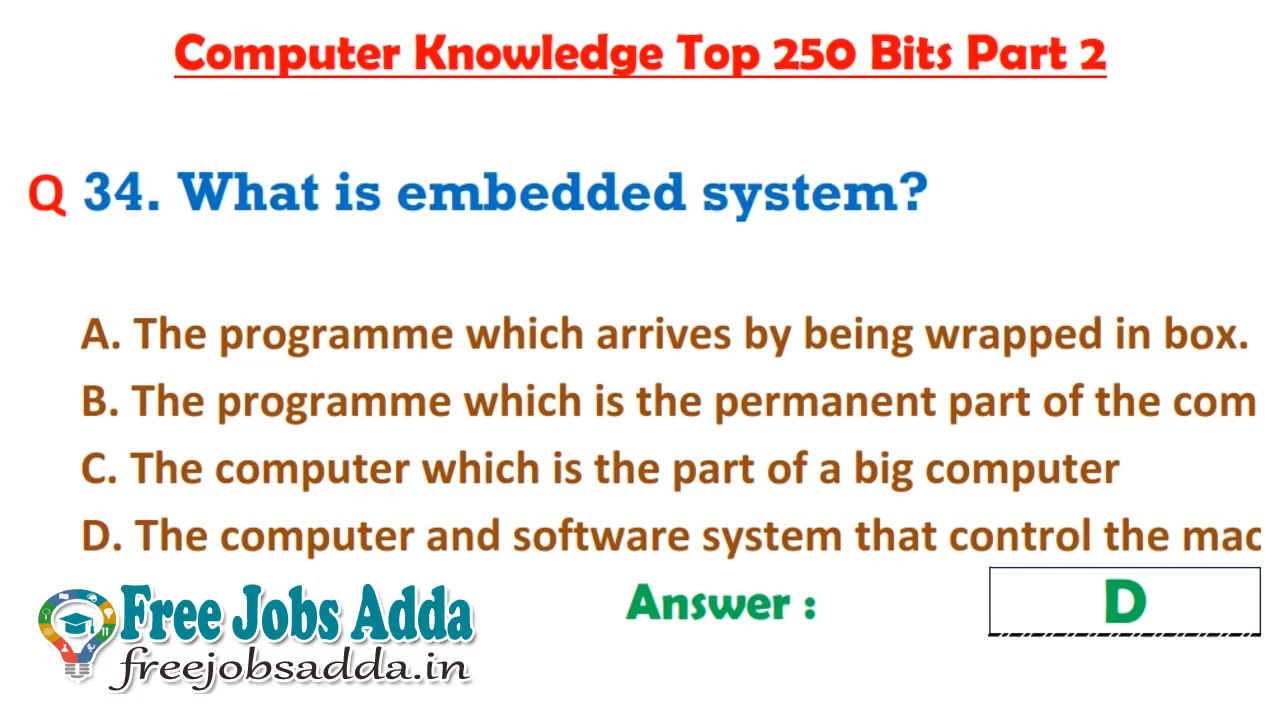 Computer Knowledge Top 250 Bits Part 2
Q 34. What is embedded system?
A. The programme which arrives by being wrapped in box.
B. The programme which is the permanent part of the com
C. The computer which is the part of a big computer
D. The computer and software system that control the mac
Free Jobs Adda
freejobsadda.in
Answer :
D